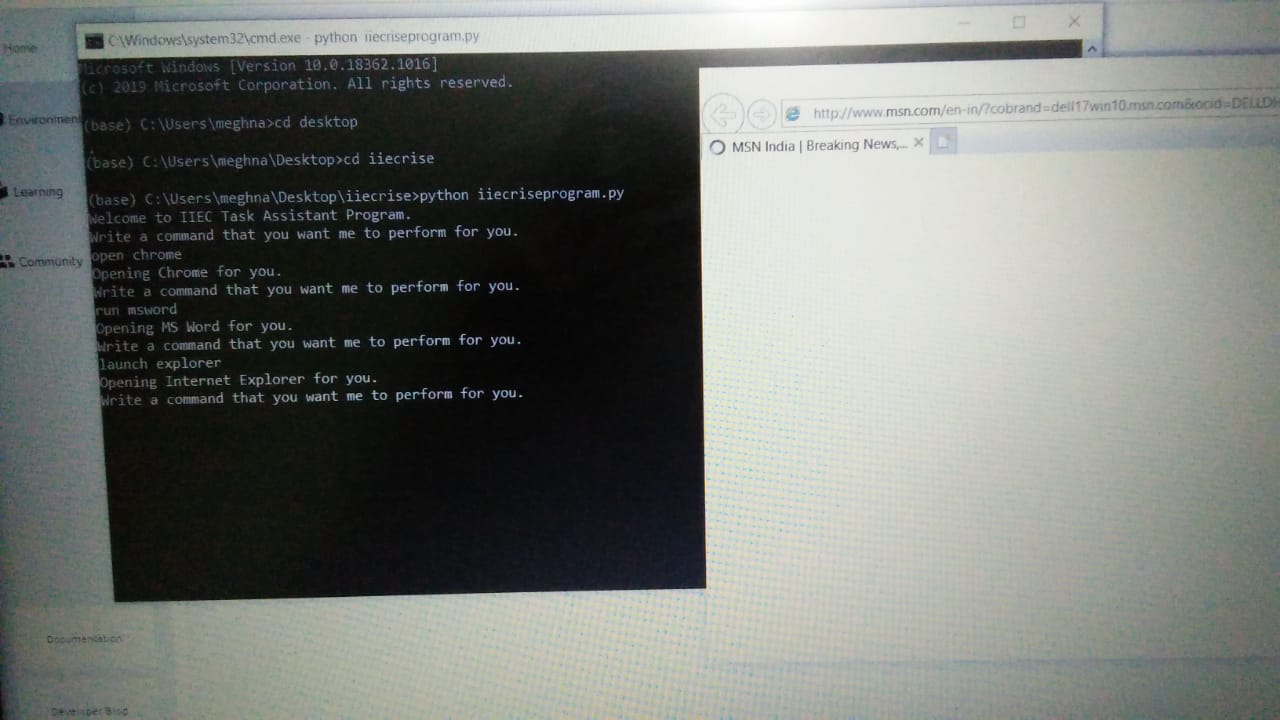 C:\Windows\system32\cmd.exe - python iiecriseprogram.py
Microsoft Windows [Version 10.0.18362.1016]
(c) 2019 Microsoft Corporation. All rights reserved.
(base) C:\Users\meghna>cd desktop
(base) C:\Users\meghna\Desktop>cd iiecrise
(base) C:\Users\meghna\Desktop\iiecrise>python iiecriseprogram.py
Welcome to IIEC Task Assistant Program.
Write a command that you want me to perform for you.
open chrome
Opening Chrome for you.
Write a command that you want me to perform for you.
run msword
Opening MS Word for you.
Write a command that you want me to perform for you.
launch explorer
Opening Internet Explorer for you.
Write a command that you want me to perform for you.
Home
Environment
Learning
Community
Documentation
Developer Blog
http://www.msn.com/en-in/?cobrand=dell17win10.msn.com&ocid=DELLDH
MSN India | Breaking News,...